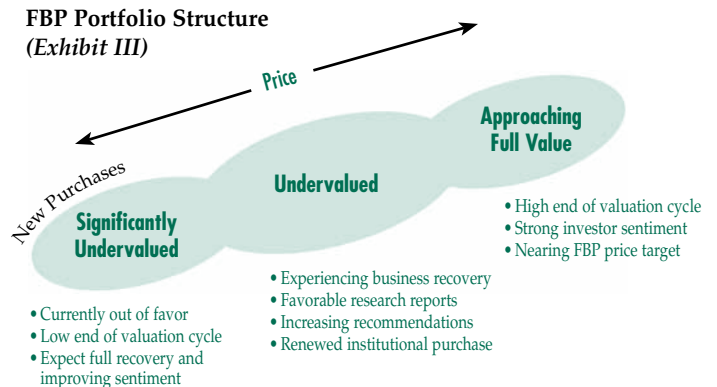 FBP Portfolio Structure
(Exhibit III)
Price
New Purchases
Significantly
Undervalued
Undervalued
Approaching
Full Value
• Currently out of favor
• Low end of valuation cycle
• Expect full recovery and
improving sentiment
• Experiencing business recovery
• Favorable research reports
• Increasing recommendations
• Renewed institutional purchase
• High end of valuation cycle
• Strong investor sentiment
• Nearing FBP price target